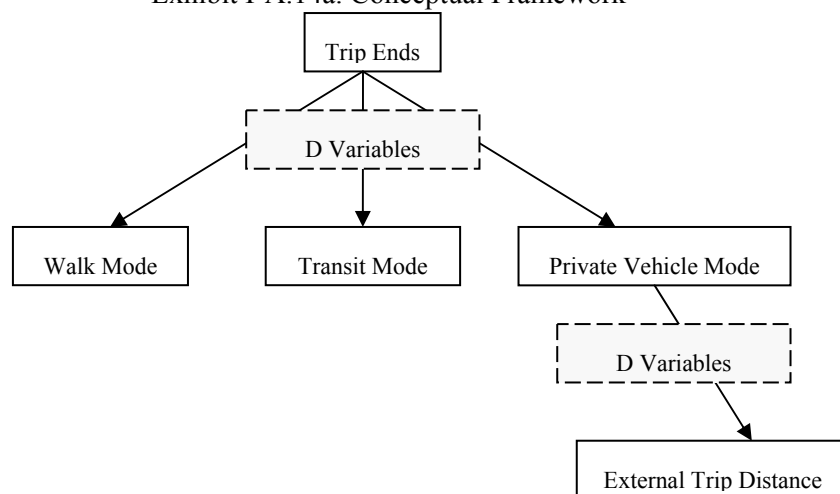 Exhibit PA.14a: Conceptual Framework
Trip Ends
D Variables
Walk Mode
Transit Mode
Private Vehicle Mode
D Variables
External Trip Distance